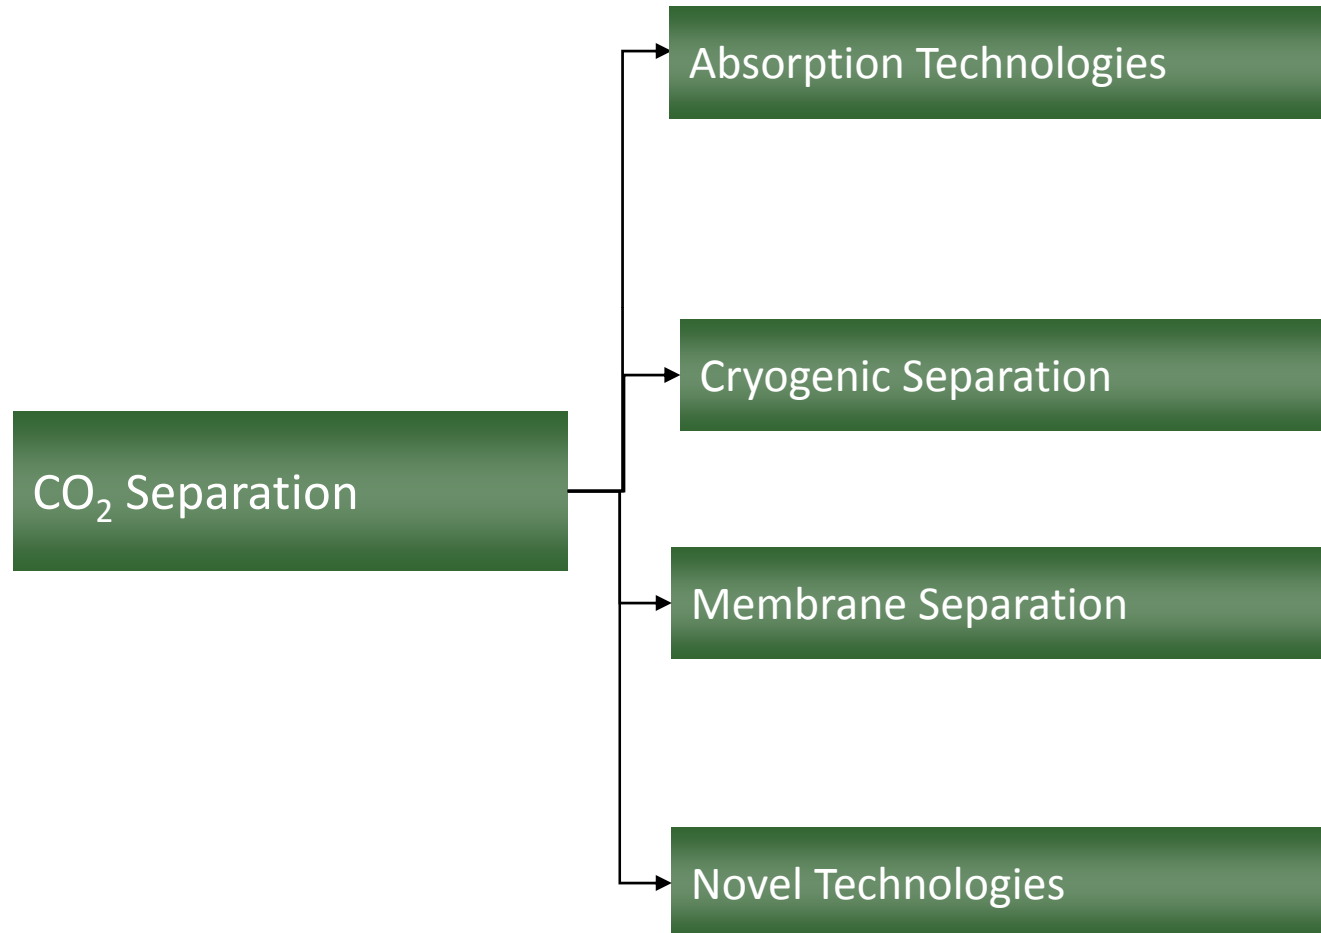 Absorption Technologies
Cryogenic Separation
CO₂ Separation
Membrane Separation
Novel Technologies